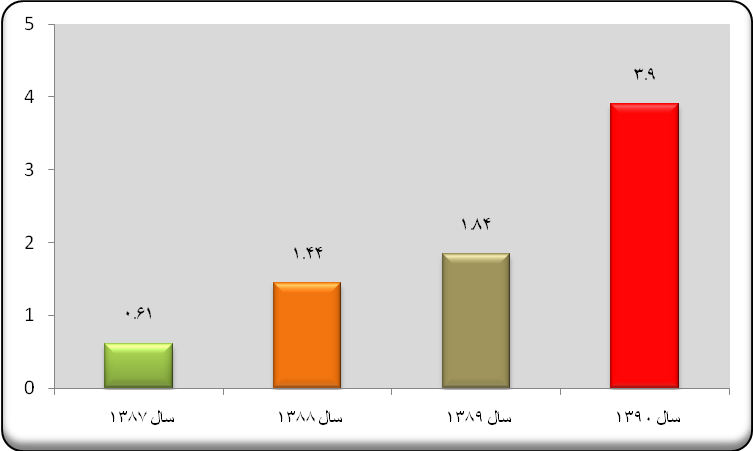 5
4
3
2
1
0
۰.۶۱
۱.۴۴
۱.۸۴
۳.۹
سال ۱۳۸۷
سال ۱۳۸۸
سال ۱۳۸۹
سال ۱۳۹۰